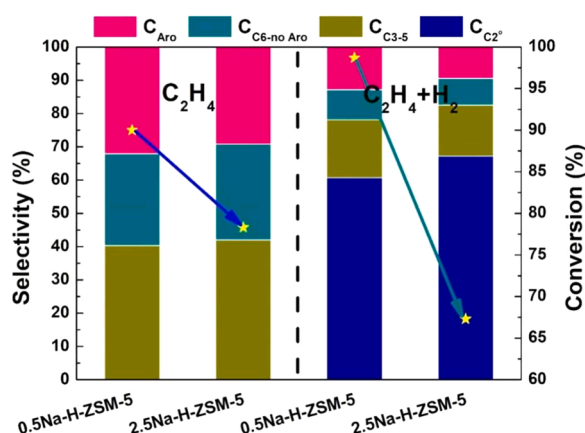 C_Aro C_C6-no Aro C_C3-5 C_C2°
100 100
90 95
80 90
70 85
60 80
50 75
40 70
30 65
20 60
10
0
C₂H₄ C₂H₄+H₂
Selectivity (%)
Conversion (%)
0.5Na-H-ZSM-5 2.5Na-H-ZSM-5 0.5Na-H-ZSM-5 2.5Na-H-ZSM-5